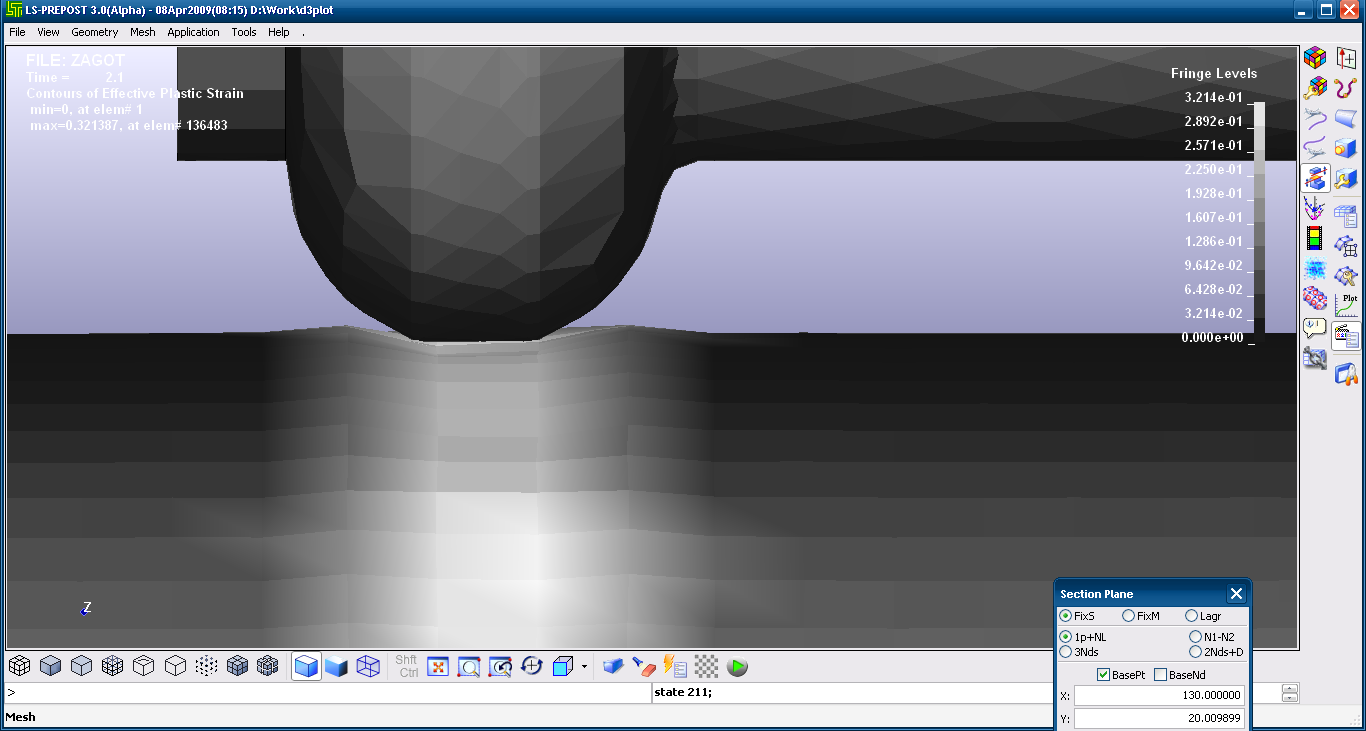 LS-PREPOST 3.0(Alpha) - 08Apr2009(08:15) D:\Work\d3plot
File View Geometry Mesh Application Tools Help .
FILE: ZAGOT
Time = 2.1
Contours of Effective Plastic Strain
min=0, at elem# 1
max=0.321387, at elem# 136483
Fringe Levels
3.214e-01
2.892e-01
2.571e-01
2.250e-01
1.928e-01
1.607e-01
1.286e-01
9.642e-02
6.428e-02
3.214e-02
0.000e+00
Plot
Z
Section Plane
FixS FixM Lagr
1p+NL N1-N2
3Nds 2Nds+D
BasePt BaseNd
X: 130.000000
Y: 20.009899
Shft
Ctrl
> state 211;
Mesh